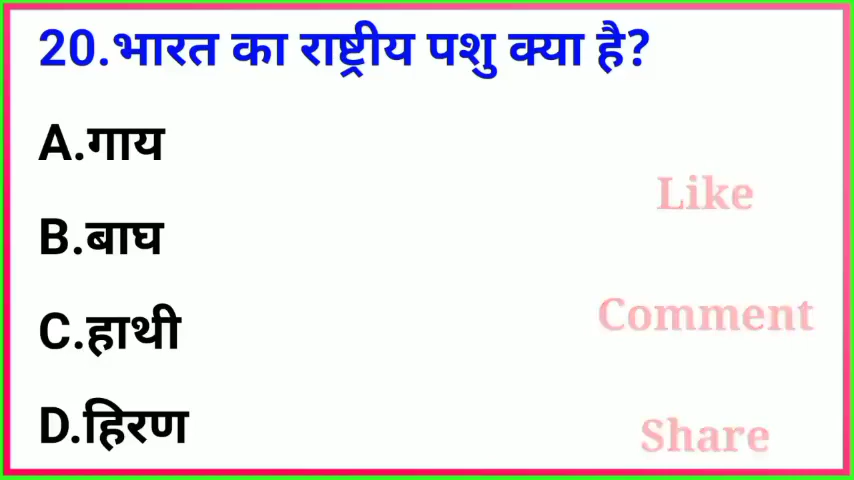 20.भारत का राष्ट्रीय पशु क्या है?
A.गाय
B.बाघ
C.हाथी
D.हिरण
Like
Comment
Share